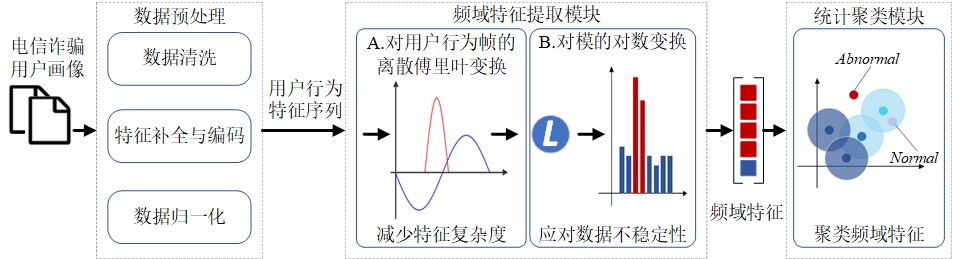 电信诈骗
用户画像
数据预处理
数据清洗
特征补全与编码
数据归一化
用户行为
特征序列
频域特征提取模块
A.对用户行为帧的
离散傅里叶变换
减少特征复杂度
B.对模的对数变换
L
应对数据不稳定性
频域特征
统计聚类模块
Abnormal
Normal
聚类频域特征